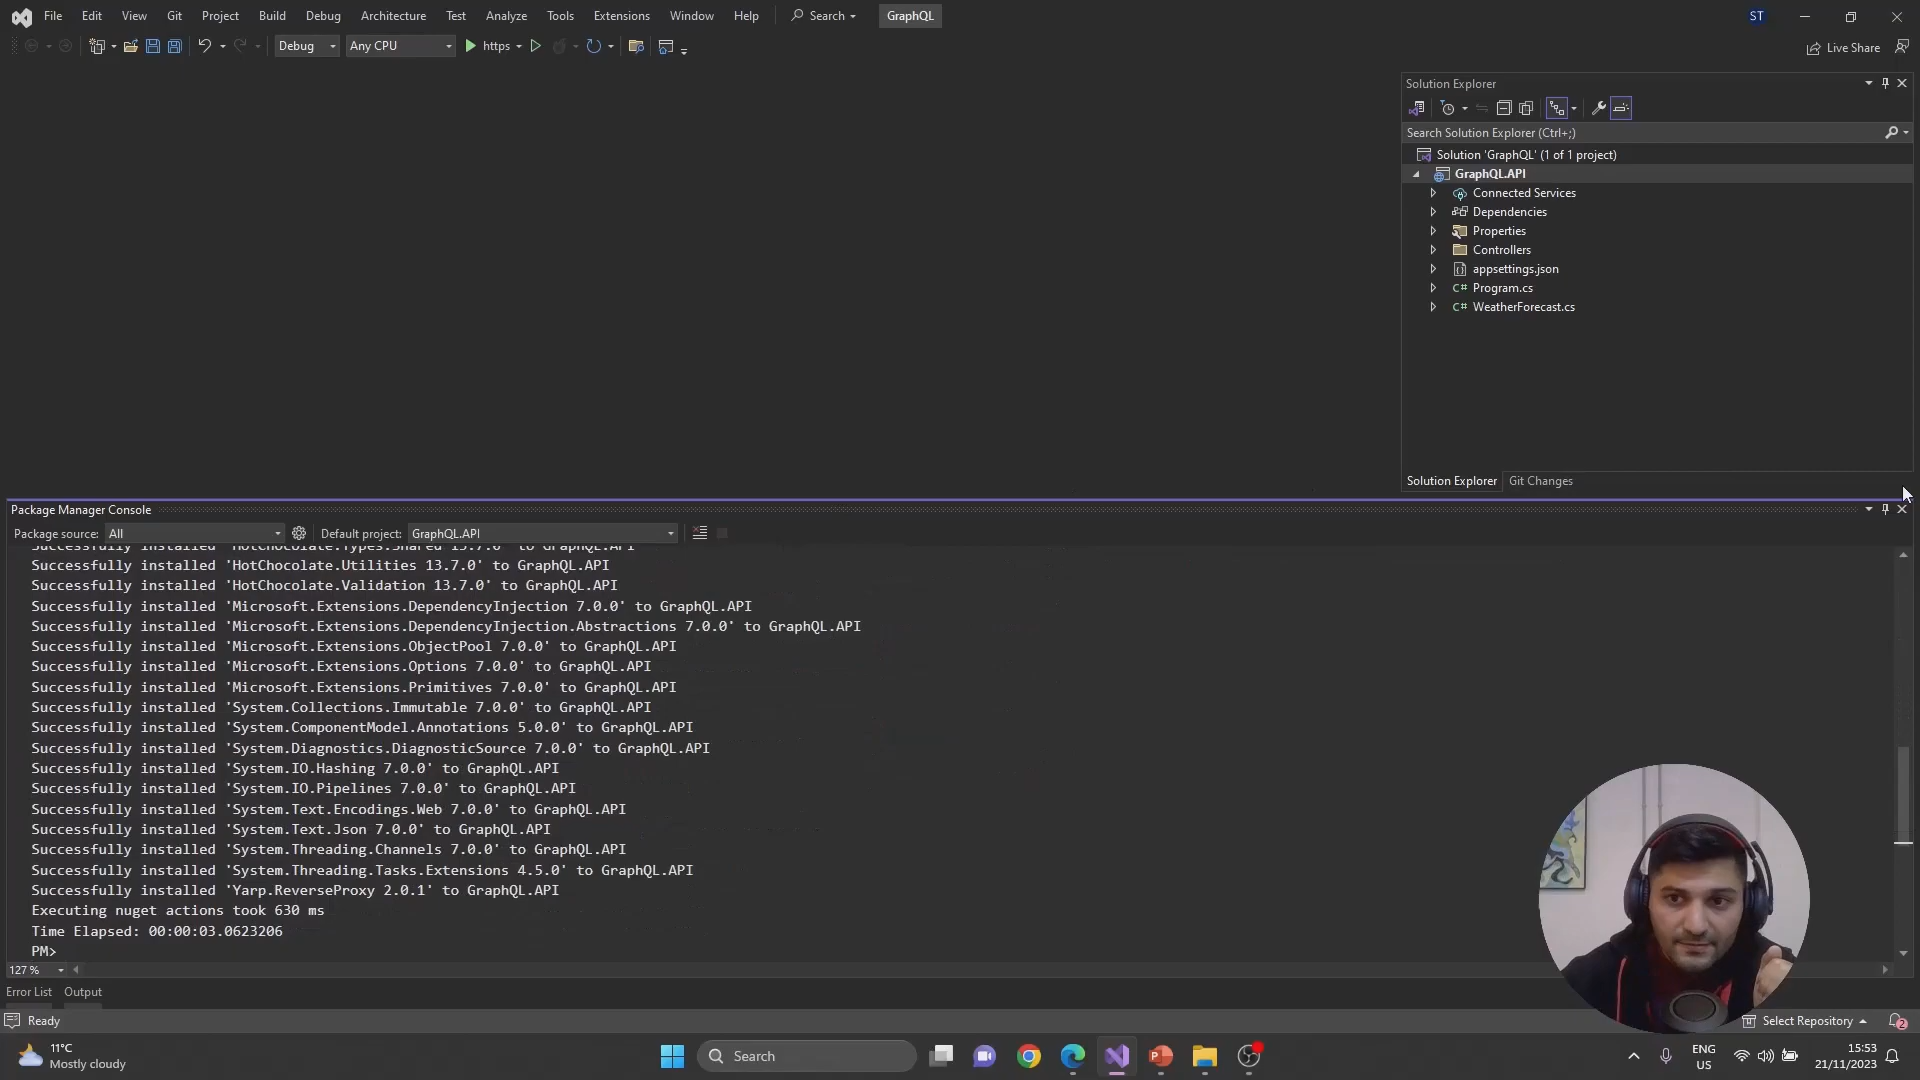 File Edit View Git Project Build Debug Architecture Test Analyze Tools Extensions Window Help Search GraphQL ST
Debug Any CPU https Live Share
Solution Explorer
Search Solution Explorer (Ctrl+;)
Solution 'GraphQL' (1 of 1 project)
GraphQL.API
Connected Services
Dependencies
Properties
Controllers
appsettings.json
C# Program.cs
C# WeatherForecast.cs
Solution Explorer Git Changes
Package Manager Console
Package source: All Default project: GraphQL.API
Successfully installed 'HotChocolate.Types.Shared 13.7.0' to GraphQL.API
Successfully installed 'HotChocolate.Utilities 13.7.0' to GraphQL.API
Successfully installed 'HotChocolate.Validation 13.7.0' to GraphQL.API
Successfully installed 'Microsoft.Extensions.DependencyInjection 7.0.0' to GraphQL.API
Successfully installed 'Microsoft.Extensions.DependencyInjection.Abstractions 7.0.0' to GraphQL.API
Successfully installed 'Microsoft.Extensions.ObjectPool 7.0.0' to GraphQL.API
Successfully installed 'Microsoft.Extensions.Options 7.0.0' to GraphQL.API
Successfully installed 'Microsoft.Extensions.Primitives 7.0.0' to GraphQL.API
Successfully installed 'System.Collections.Immutable 7.0.0' to GraphQL.API
Successfully installed 'System.ComponentModel.Annotations 5.0.0' to GraphQL.API
Successfully installed 'System.Diagnostics.DiagnosticSource 7.0.0' to GraphQL.API
Successfully installed 'System.IO.Hashing 7.0.0' to GraphQL.API
Successfully installed 'System.IO.Pipelines 7.0.0' to GraphQL.API
Successfully installed 'System.Text.Encodings.Web 7.0.0' to GraphQL.API
Successfully installed 'System.Text.Json 7.0.0' to GraphQL.API
Successfully installed 'System.Threading.Channels 7.0.0' to GraphQL.API
Successfully installed 'System.Threading.Tasks.Extensions 4.5.0' to GraphQL.API
Successfully installed 'Yarp.ReverseProxy 2.0.1' to GraphQL.API
Executing nuget actions took 630 ms
Time Elapsed: 00:00:03.0623206
PM>
127 %
Error List Output
Ready Select Repository 2
11°C
Mostly cloudy
Search
ENG
US
15:53
21/11/2023